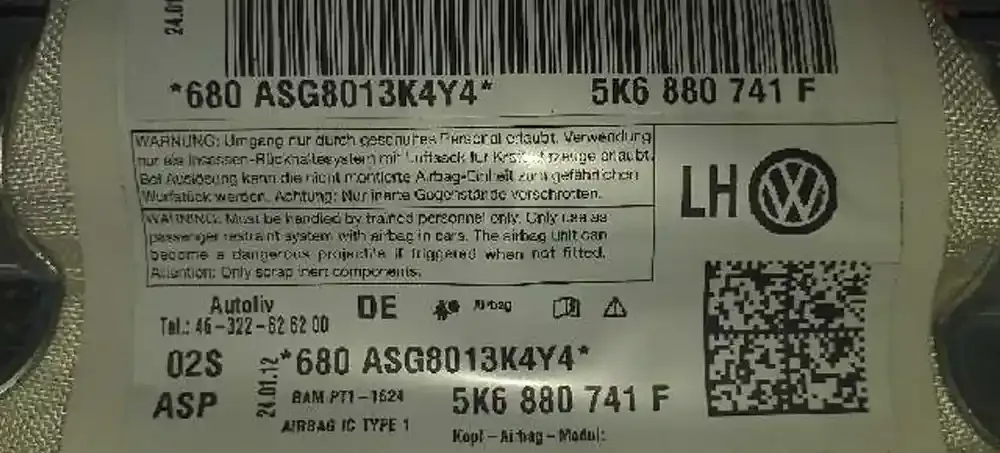 24.01
*680 ASG8013K4Y4* 5K6 880 741 F
WARNUNG: Umgang nur durch geschultes Personal erlaubt. Verwendung
nur als Insassen-Rückhaltesystem mit Luftsack für Kraftfahrzeuge erlaubt.
Bei Auslösung kann die nicht montierte Airbag-Einheit zum gefährlichen
Wurfstück werden. Achtung: Nur inerte Gegenstände verschrotten.
WARNING: Must be handled by trained personnel only. Only use as
passenger restraint system with airbag in cars. The airbag unit can
become a dangerous projectile if triggered when not fitted.
Attention: Only scrap inert components.
LH
Autoliv DE Airbag
Tel.: 46-322-626200
02S 24.01.12 *680 ASG8013K4Y4*
ASP BAM PT1-1624 5K6 880 741 F
AIRBAG IC TYPE 1 Kopf-Airbag-Modul: